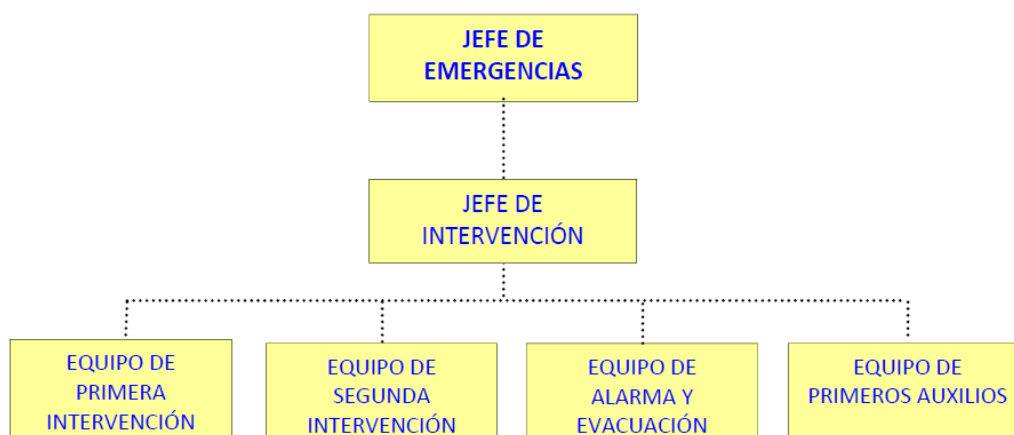 JEFE DE
EMERGENCIAS
JEFE DE
INTERVENCIÓN
EQUIPO DE
PRIMERA
INTERVENCIÓN
EQUIPO DE
SEGUNDA
INTERVENCIÓN
EQUIPO DE
ALARMA Y
EVACUACIÓN
EQUIPO DE
PRIMEROS AUXILIOS